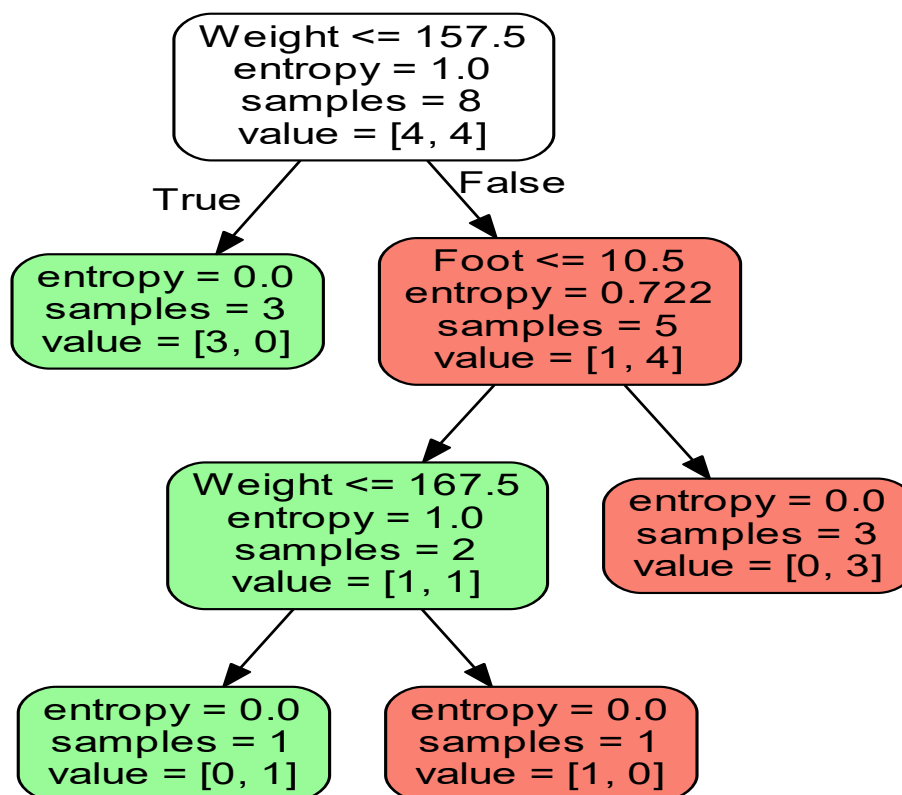 Weight <= 157.5
entropy = 1.0
samples = 8
value = [4, 4]
True
False
entropy = 0.0
samples = 3
value = [3, 0]
Foot <= 10.5
entropy = 0.722
samples = 5
value = [1, 4]
Weight <= 167.5
entropy = 1.0
samples = 2
value = [1, 1]
entropy = 0.0
samples = 3
value = [0, 3]
entropy = 0.0
samples = 1
value = [0, 1]
entropy = 0.0
samples = 1
value = [1, 0]